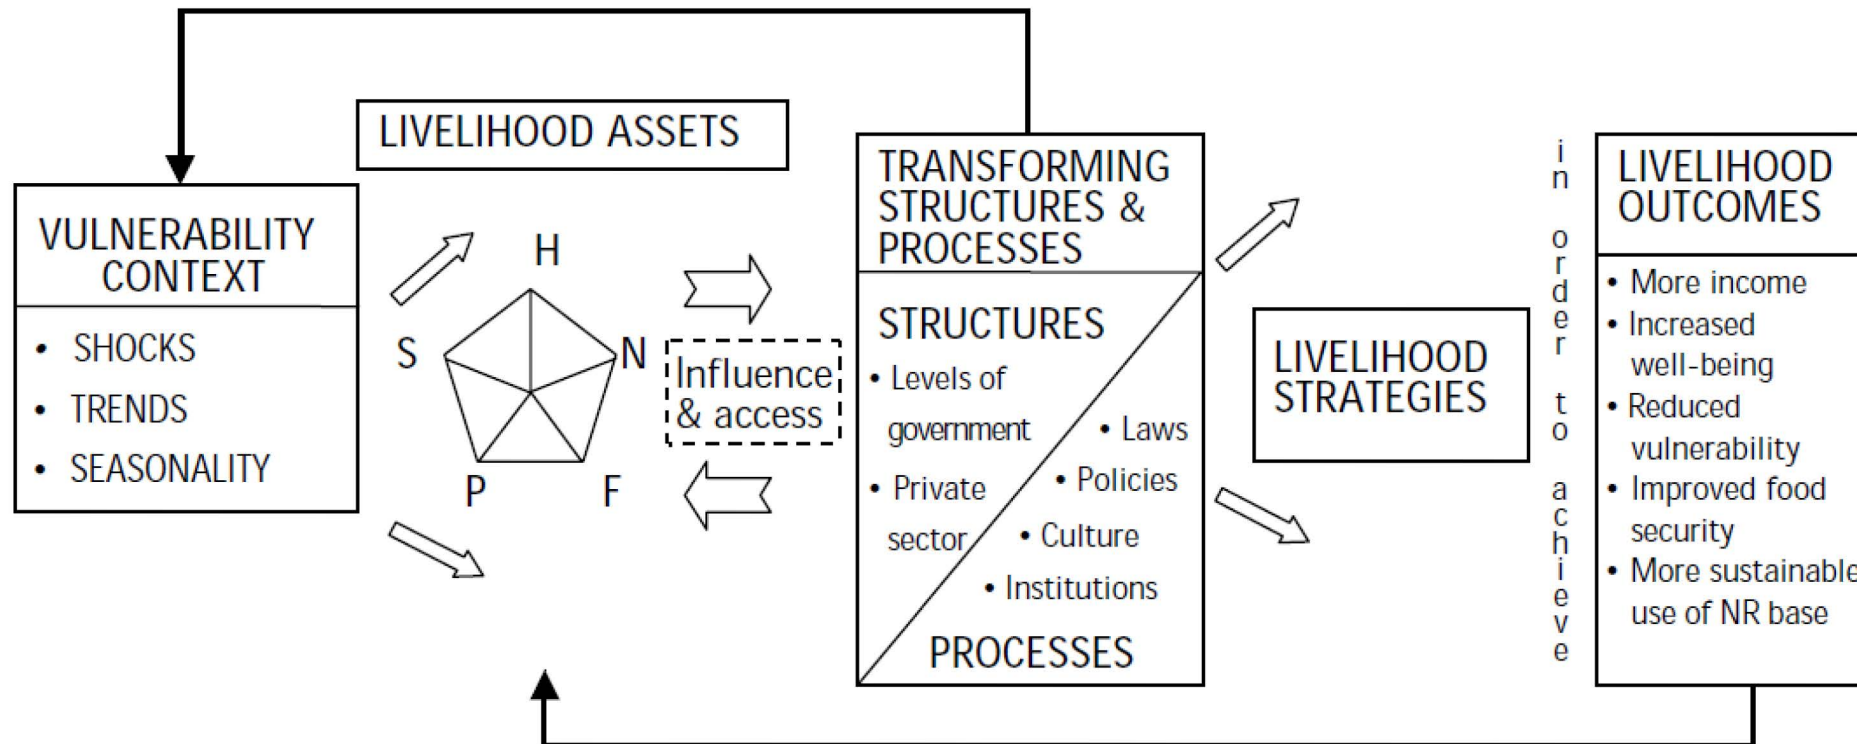 LIVELIHOOD ASSETS
VULNERABILITY
CONTEXT
• SHOCKS
• TRENDS
• SEASONALITY
H
S
N
P
F
Influence
& access
TRANSFORMING
STRUCTURES &
PROCESSES
STRUCTURES
• Levels of
government
• Private
sector
• Laws
• Policies
• Culture
• Institutions
PROCESSES
LIVELIHOOD
STRATEGIES
in order to achieve
LIVELIHOOD
OUTCOMES
• More income
• Increased
well-being
• Reduced
vulnerability
• Improved food
security
• More sustainable
use of NR base